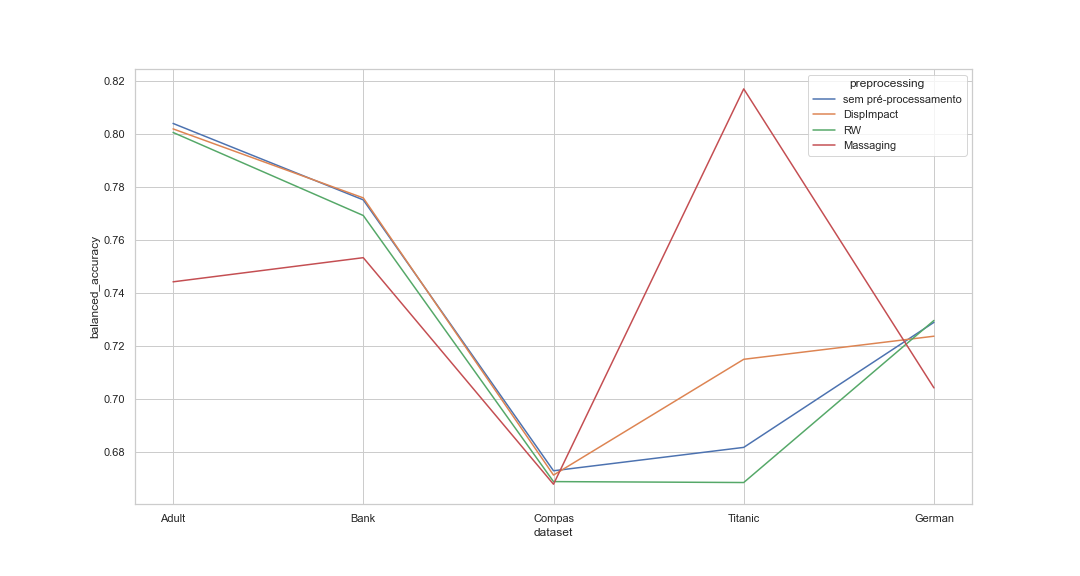 preprocessing
sem pré-processamento
DispImpact
RW
Massaging
balanced_accuracy
0.82
0.80
0.78
0.76
0.74
0.72
0.70
0.68
Adult Bank Compas Titanic German
dataset